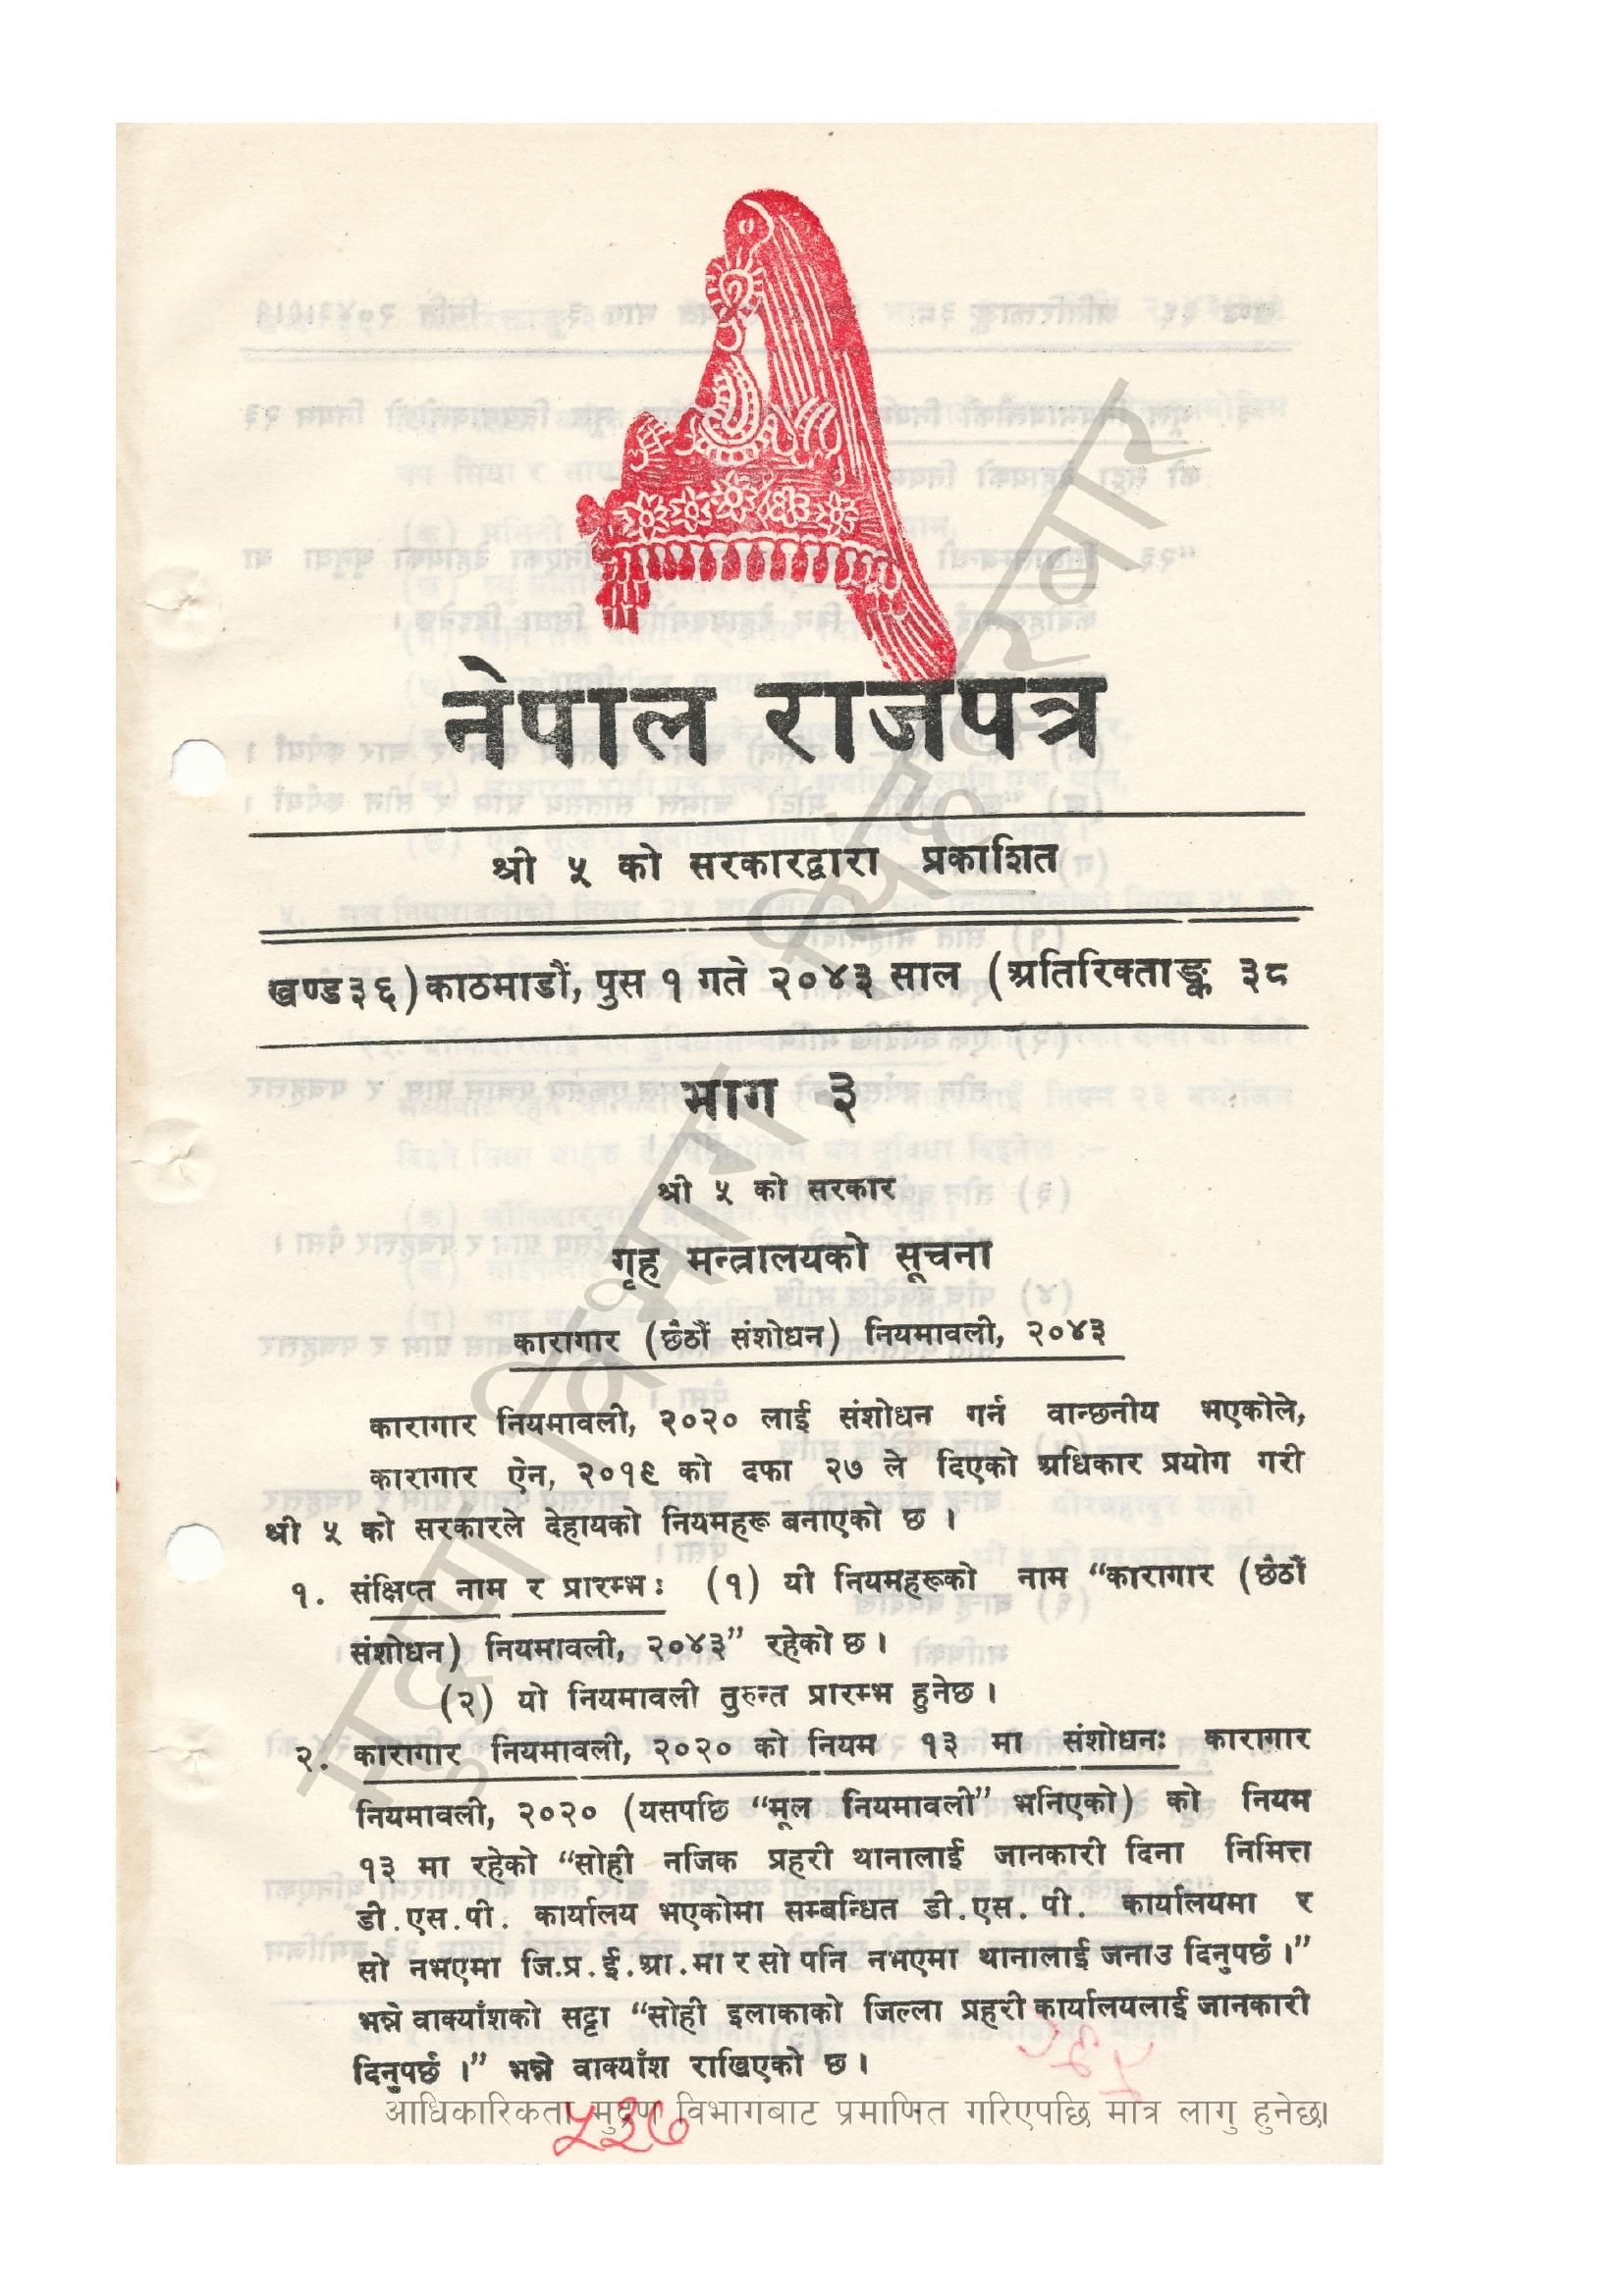 नेपाल राजपत्र
श्री ५ को सरकारद्वारा प्रकाशित
खण्ड ३६) काठमाडौं, पुस १ गते २०४३ साल (अतिरिक्ताङ्क ३८
भाग ३
श्री ५ को सरकार
गृह मन्त्रालयको सूचना
कारागार (छैठौं संशोधन) नियमावली, २०४३
कारागार नियमावली, २०२० लाई संशोधन गर्न वान्छनीय भएकोले,
कारागार ऐन, २०१९ को दफा २७ ले दिएको अधिकार प्रयोग गरी
श्री ५ को सरकारले देहायको नियमहरू बनाएको छ ।
१. संक्षिप्त नाम र प्रारम्भः (१) यी नियमहरूको नाम “कारागार (छैठौं
संशोधन) नियमावली, २०४३” रहेको छ ।
(२) यो नियमावली तुरुन्त प्रारम्भ हुनेछ ।
२. कारागार नियमावली, २०२० को नियम १३ मा संशोधनः कारागार
नियमावली, २०२० (यसपछि “मूल नियमावली” भनिएको) को नियम
१३ मा रहेको “सोही नजिक प्रहरी थानालाई जानकारी दिना निमित्त
डी.एस.पी. कार्यालय भएकोमा सम्बन्धित डी.एस.पी. कार्यालयमा र
सो नभएमा जि.प्र.ई.आ.मा र सो पनि नभएमा थानालाई जनाउ दिनुपर्छ ।”
भन्ने वाक्याँशको सट्टा “सोही इलाकाको जिल्ला प्रहरी कार्यालयलाई जानकारी
दिनुपर्छ ।” भन्ने वाक्याँश राखिएको छ ।
आधिकारिकता मुद्रण विभागबाट प्रमाणित गरिएपछि मात्र लागु हुनेछ।
५३७
मुद्रण विभाग सिंहदरबार